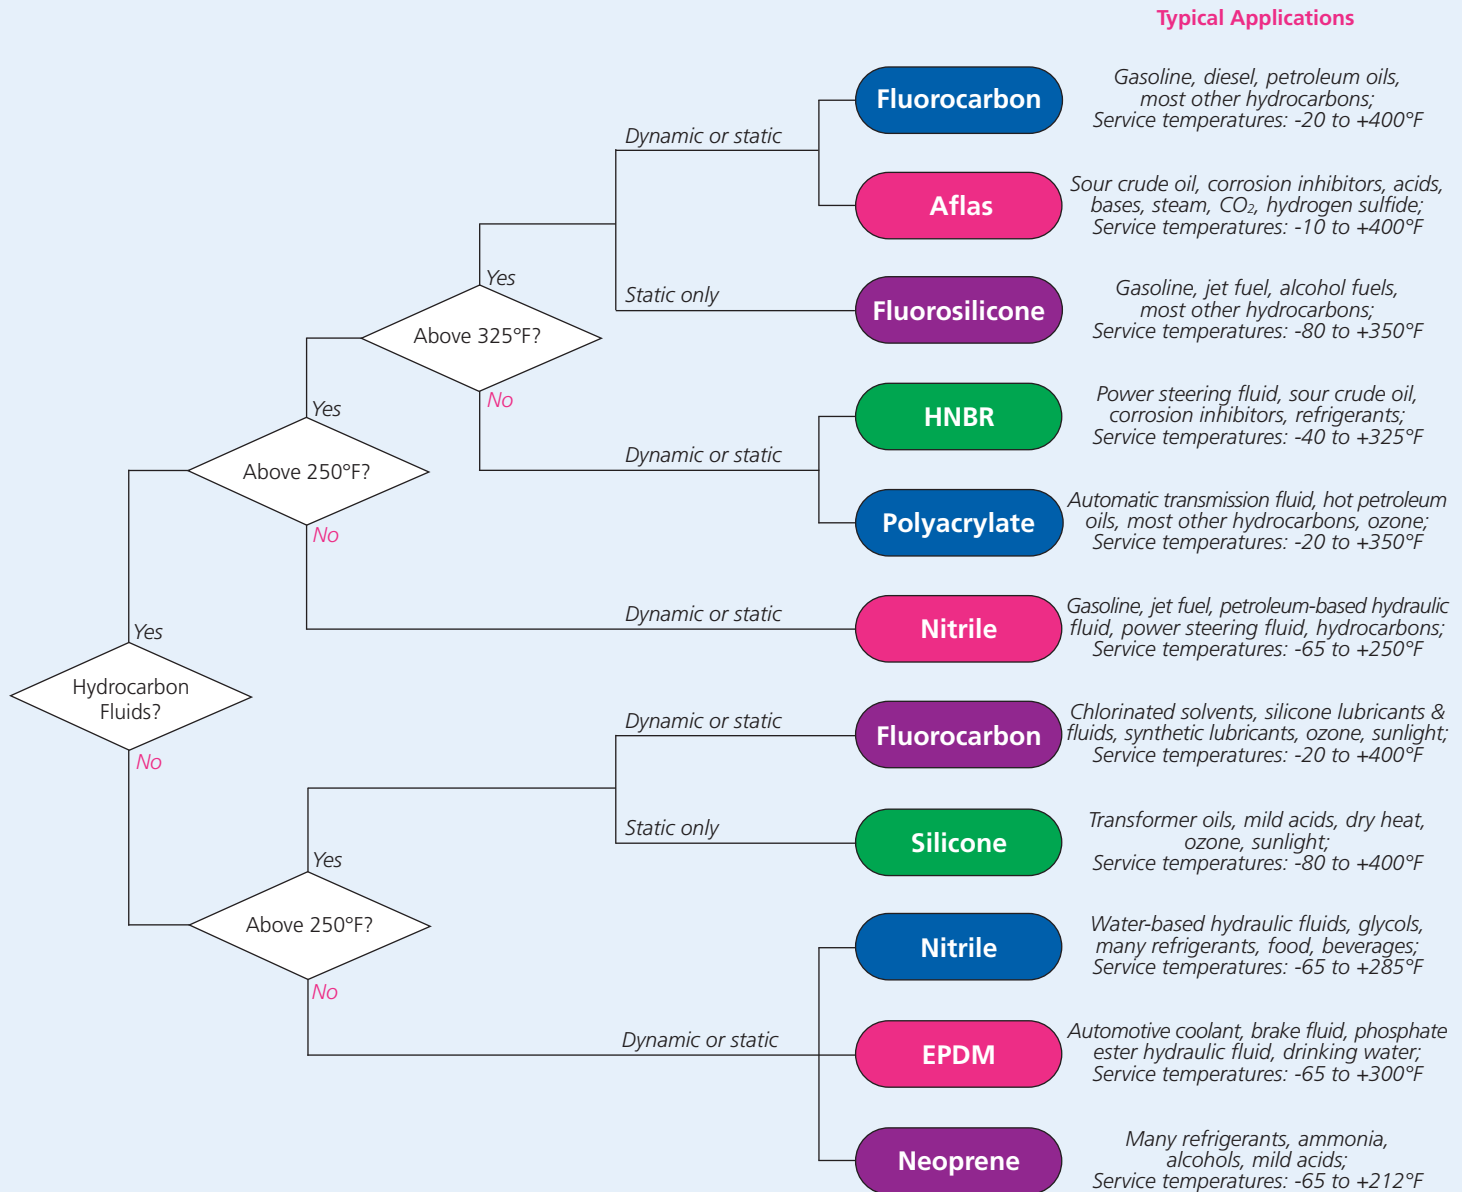 Typical Applications
Fluorocarbon
Gasoline, diesel, petroleum oils,
most other hydrocarbons;
Service temperatures: -20 to +400°F
Dynamic or static
Aflas
Sour crude oil, corrosion inhibitors, acids,
bases, steam, CO₂, hydrogen sulfide;
Service temperatures: -10 to +400°F
Yes
Static only
Fluorosilicone
Gasoline, jet fuel, alcohol fuels,
most other hydrocarbons;
Service temperatures: -80 to +350°F
Above 325°F?
No
HNBR
Power steering fluid, sour crude oil,
corrosion inhibitors, refrigerants;
Service temperatures: -40 to +325°F
Yes
Above 250°F?
Dynamic or static
Polyacrylate
Automatic transmission fluid, hot petroleum
oils, most other hydrocarbons, ozone;
Service temperatures: -20 to +350°F
No
Dynamic or static
Nitrile
Gasoline, jet fuel, petroleum-based hydraulic
fluid, power steering fluid, hydrocarbons;
Service temperatures: -65 to +250°F
Yes
Hydrocarbon
Fluids?
No
Dynamic or static
Fluorocarbon
Chlorinated solvents, silicone lubricants &
fluids, synthetic lubricants, ozone, sunlight;
Service temperatures: -20 to +400°F
Static only
Silicone
Transformer oils, mild acids, dry heat,
ozone, sunlight;
Service temperatures: -80 to +400°F
Yes
Above 250°F?
No
Nitrile
Water-based hydraulic fluids, glycols,
many refrigerants, food, beverages;
Service temperatures: -65 to +285°F
Dynamic or static
EPDM
Automotive coolant, brake fluid, phosphate
ester hydraulic fluid, drinking water;
Service temperatures: -65 to +300°F
Neoprene
Many refrigerants, ammonia,
alcohols, mild acids;
Service temperatures: -65 to +212°F